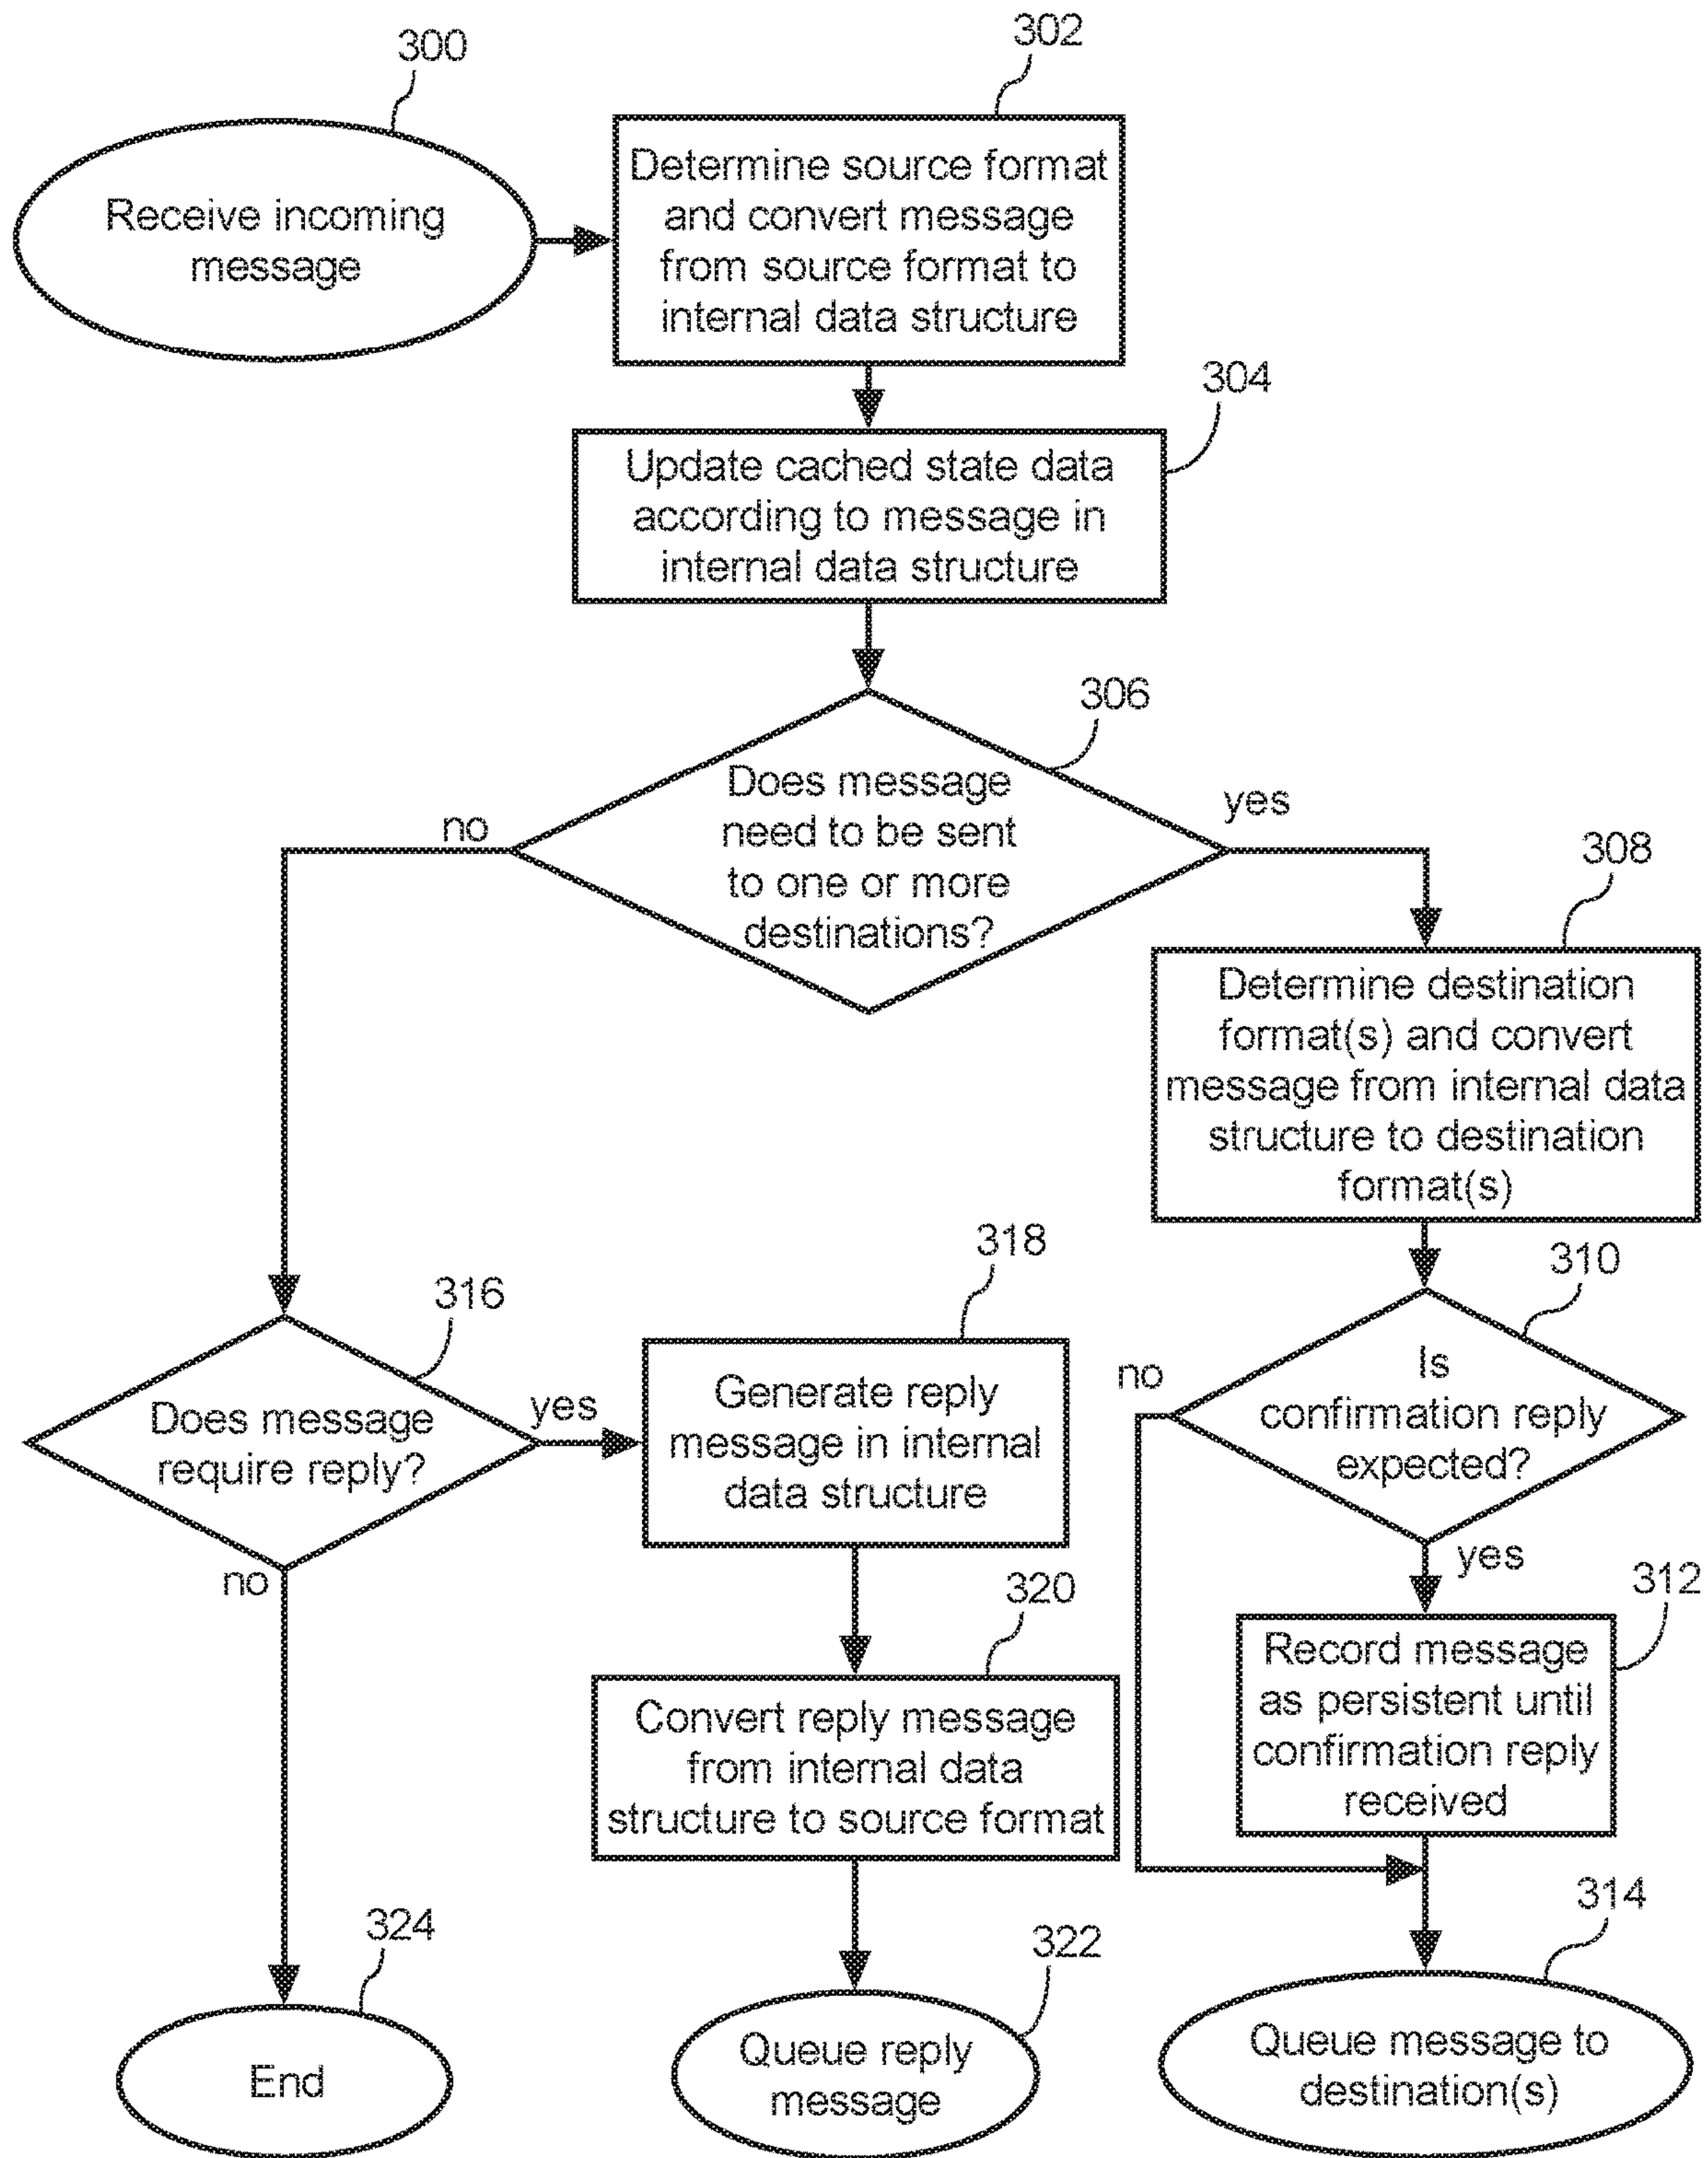 300
Receive incoming
message
302
Determine source format
and convert message
from source format to
internal data structure
304
Update cached state data
according to message in
internal data structure
306
Does message
need to be sent
to one or more
destinations?
no
yes
308
Determine destination
format(s) and convert
message from internal data
structure to destination
format(s)
310
Is
confirmation reply
expected?
no
yes
312
Record message
as persistent until
confirmation reply
received
314
Queue message to
destination(s)
316
Does message
require reply?
yes
no
318
Generate reply
message in internal
data structure
320
Convert reply message
from internal data
structure to source format
322
Queue reply
message
324
End